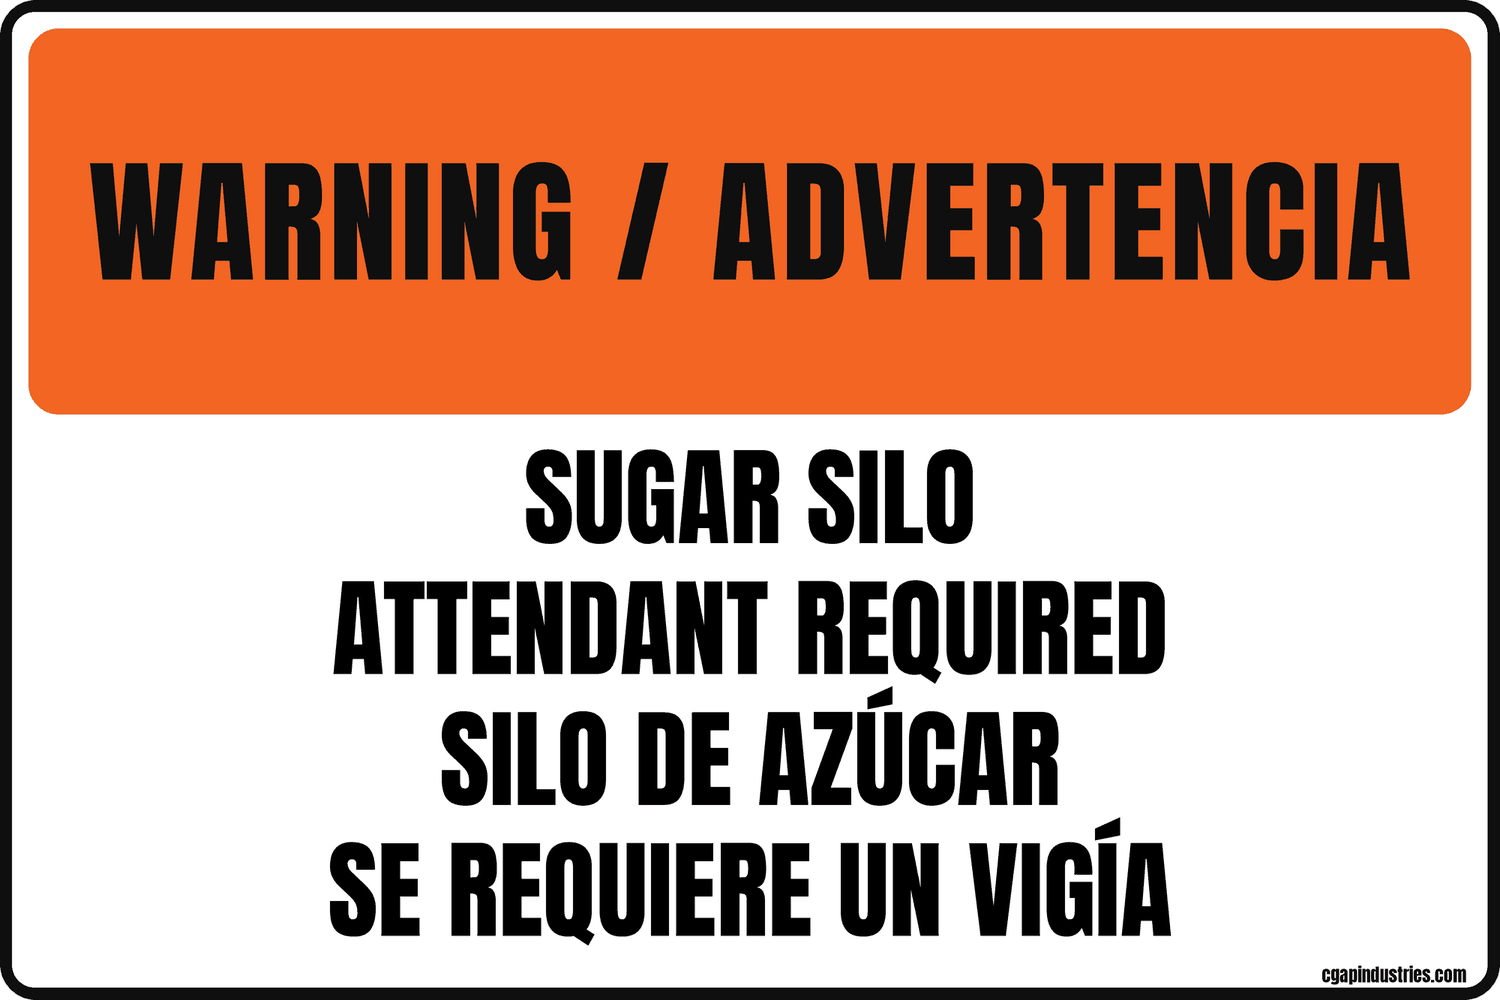 WARNING / ADVERTENCIA
SUGAR SILO
ATTENDANT REQUIRED
SILO DE AZÚCAR
SE REQUIERE UN VIGÍA
cgapindustries.com